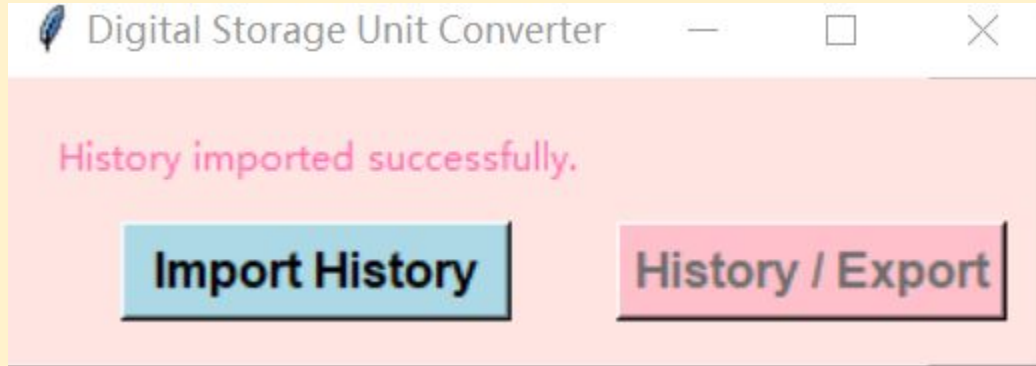 Digital Storage Unit Converter
History imported successfully.
Import History
History / Export